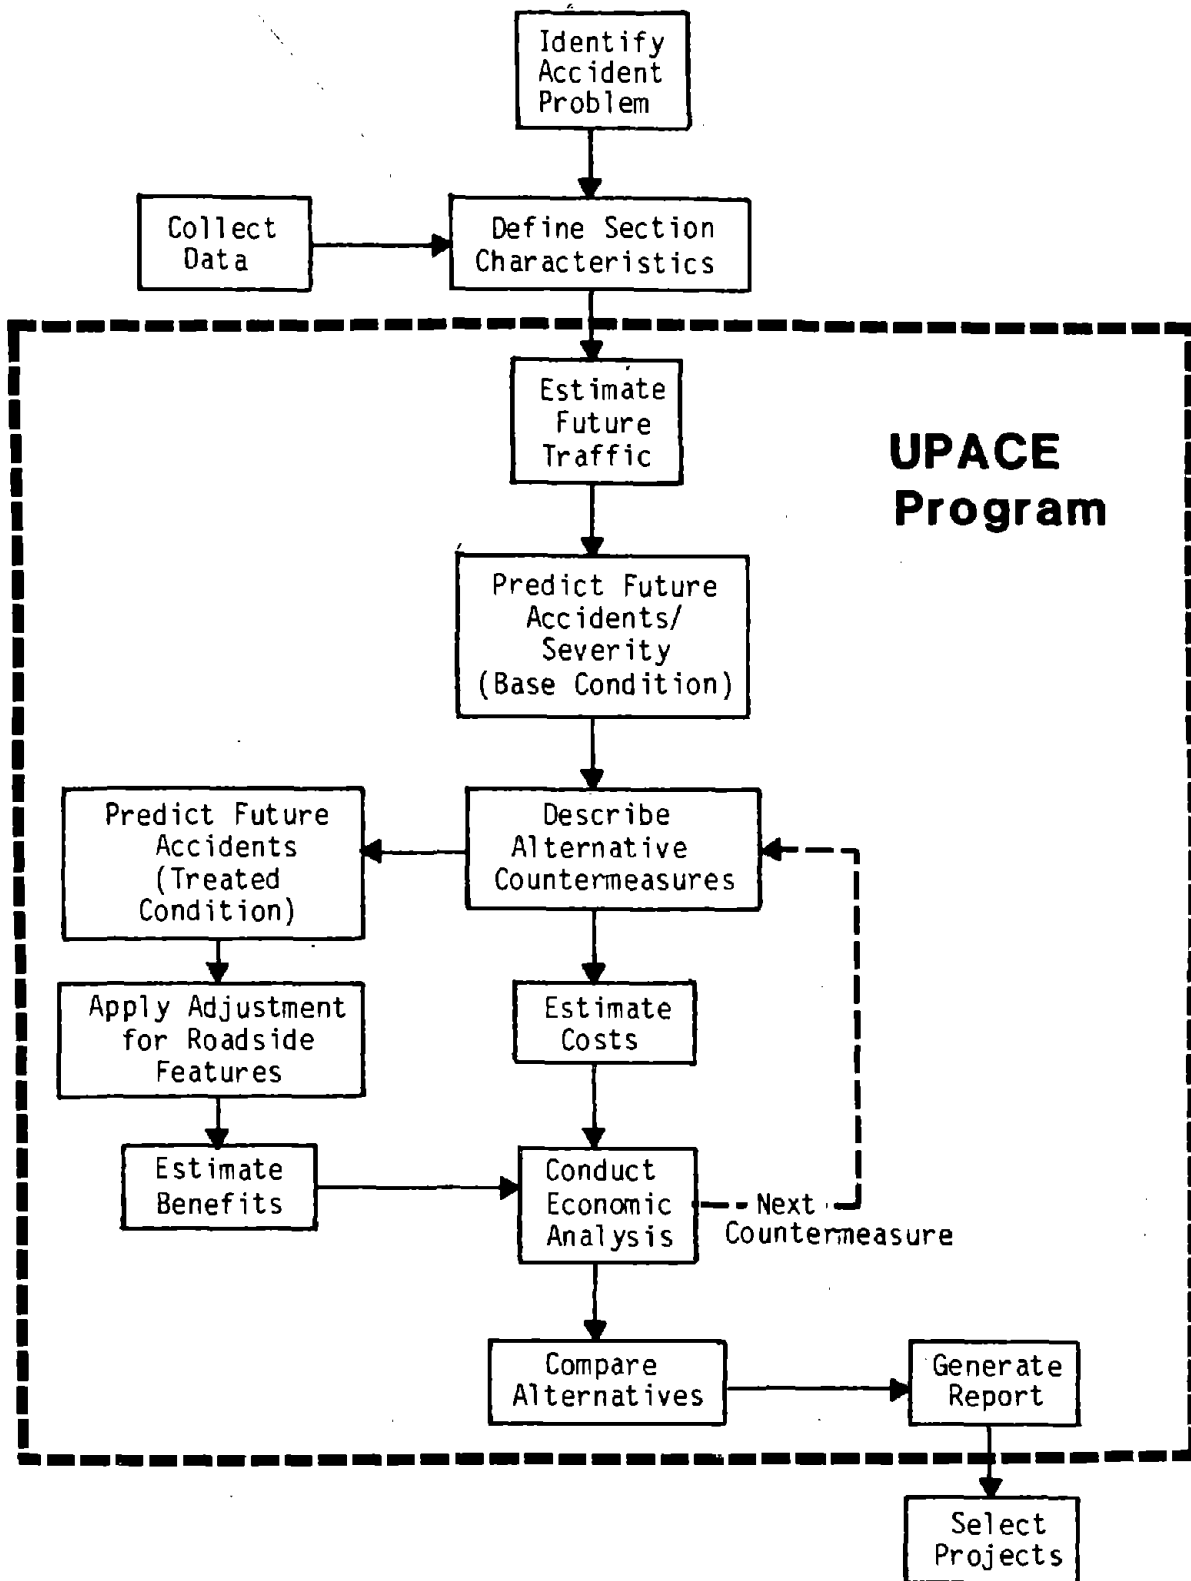 Identify
Accident
Problem
Collect
Data
Define Section
Characteristics
Estimate
Future
Traffic
UPACE
Program
Predict Future
Accidents/
Severity
(Base Condition)
Predict Future
Accidents
(Treated
Condition)
Describe
Alternative
Countermeasures
Apply Adjustment
for Roadside
Features
Estimate
Costs
Estimate
Benefits
Conduct
Economic
Analysis
Next
Countermeasure
Compare
Alternatives
Generate
Report
Select
Projects